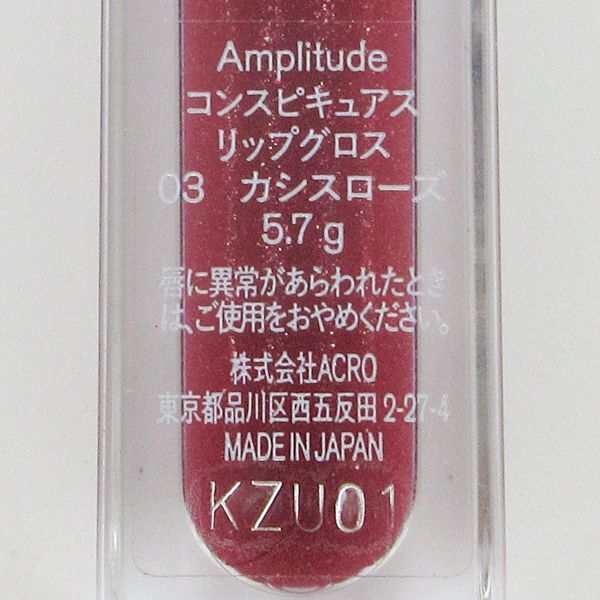 Amplitude
コンスピキュアス
リップグロス
03 カシスローズ
5.7 g
唇に異常があらわれたとき
は、ご使用をおやめください。
株式会社ACRO
東京都品川区西五反田 2-27-4
MADE IN JAPAN
KZU01